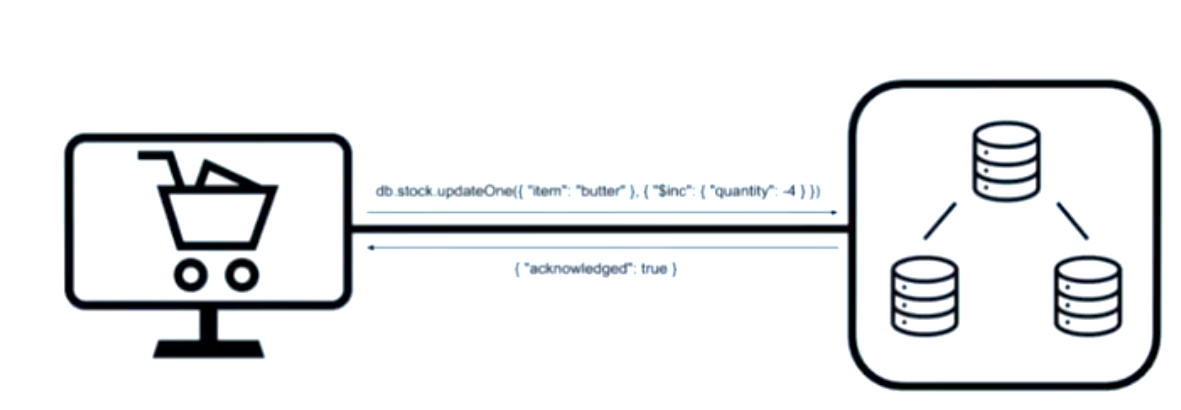 db.stock.updateOne({ "item": "butter" }, { "$inc": { "quantity": -4 } })
{ "acknowledged": true }